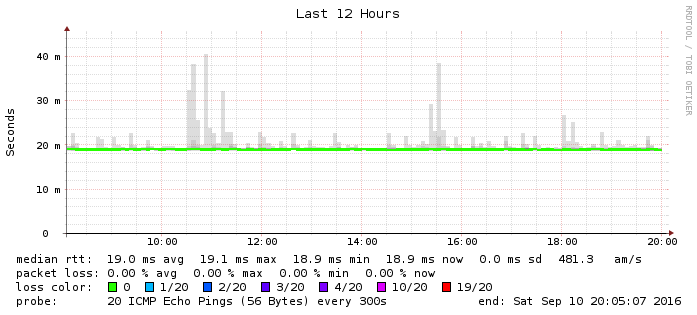 Last 12 Hours
RRDTOOL / TOBI OETIKER
Seconds
40 m
30 m
20 m
10 m
0
10:00 12:00 14:00 16:00 18:00 20:00
median rtt: 19.0 ms avg 19.1 ms max 18.9 ms min 18.9 ms now 0.0 ms sd 481.3 am/s
packet loss: 0.00 % avg 0.00 % max 0.00 % min 0.00 % now
loss color: 0 1/20 2/20 3/20 4/20 10/20 19/20
probe: 20 ICMP Echo Pings (56 Bytes) every 300s end: Sat Sep 10 20:05:07 2016